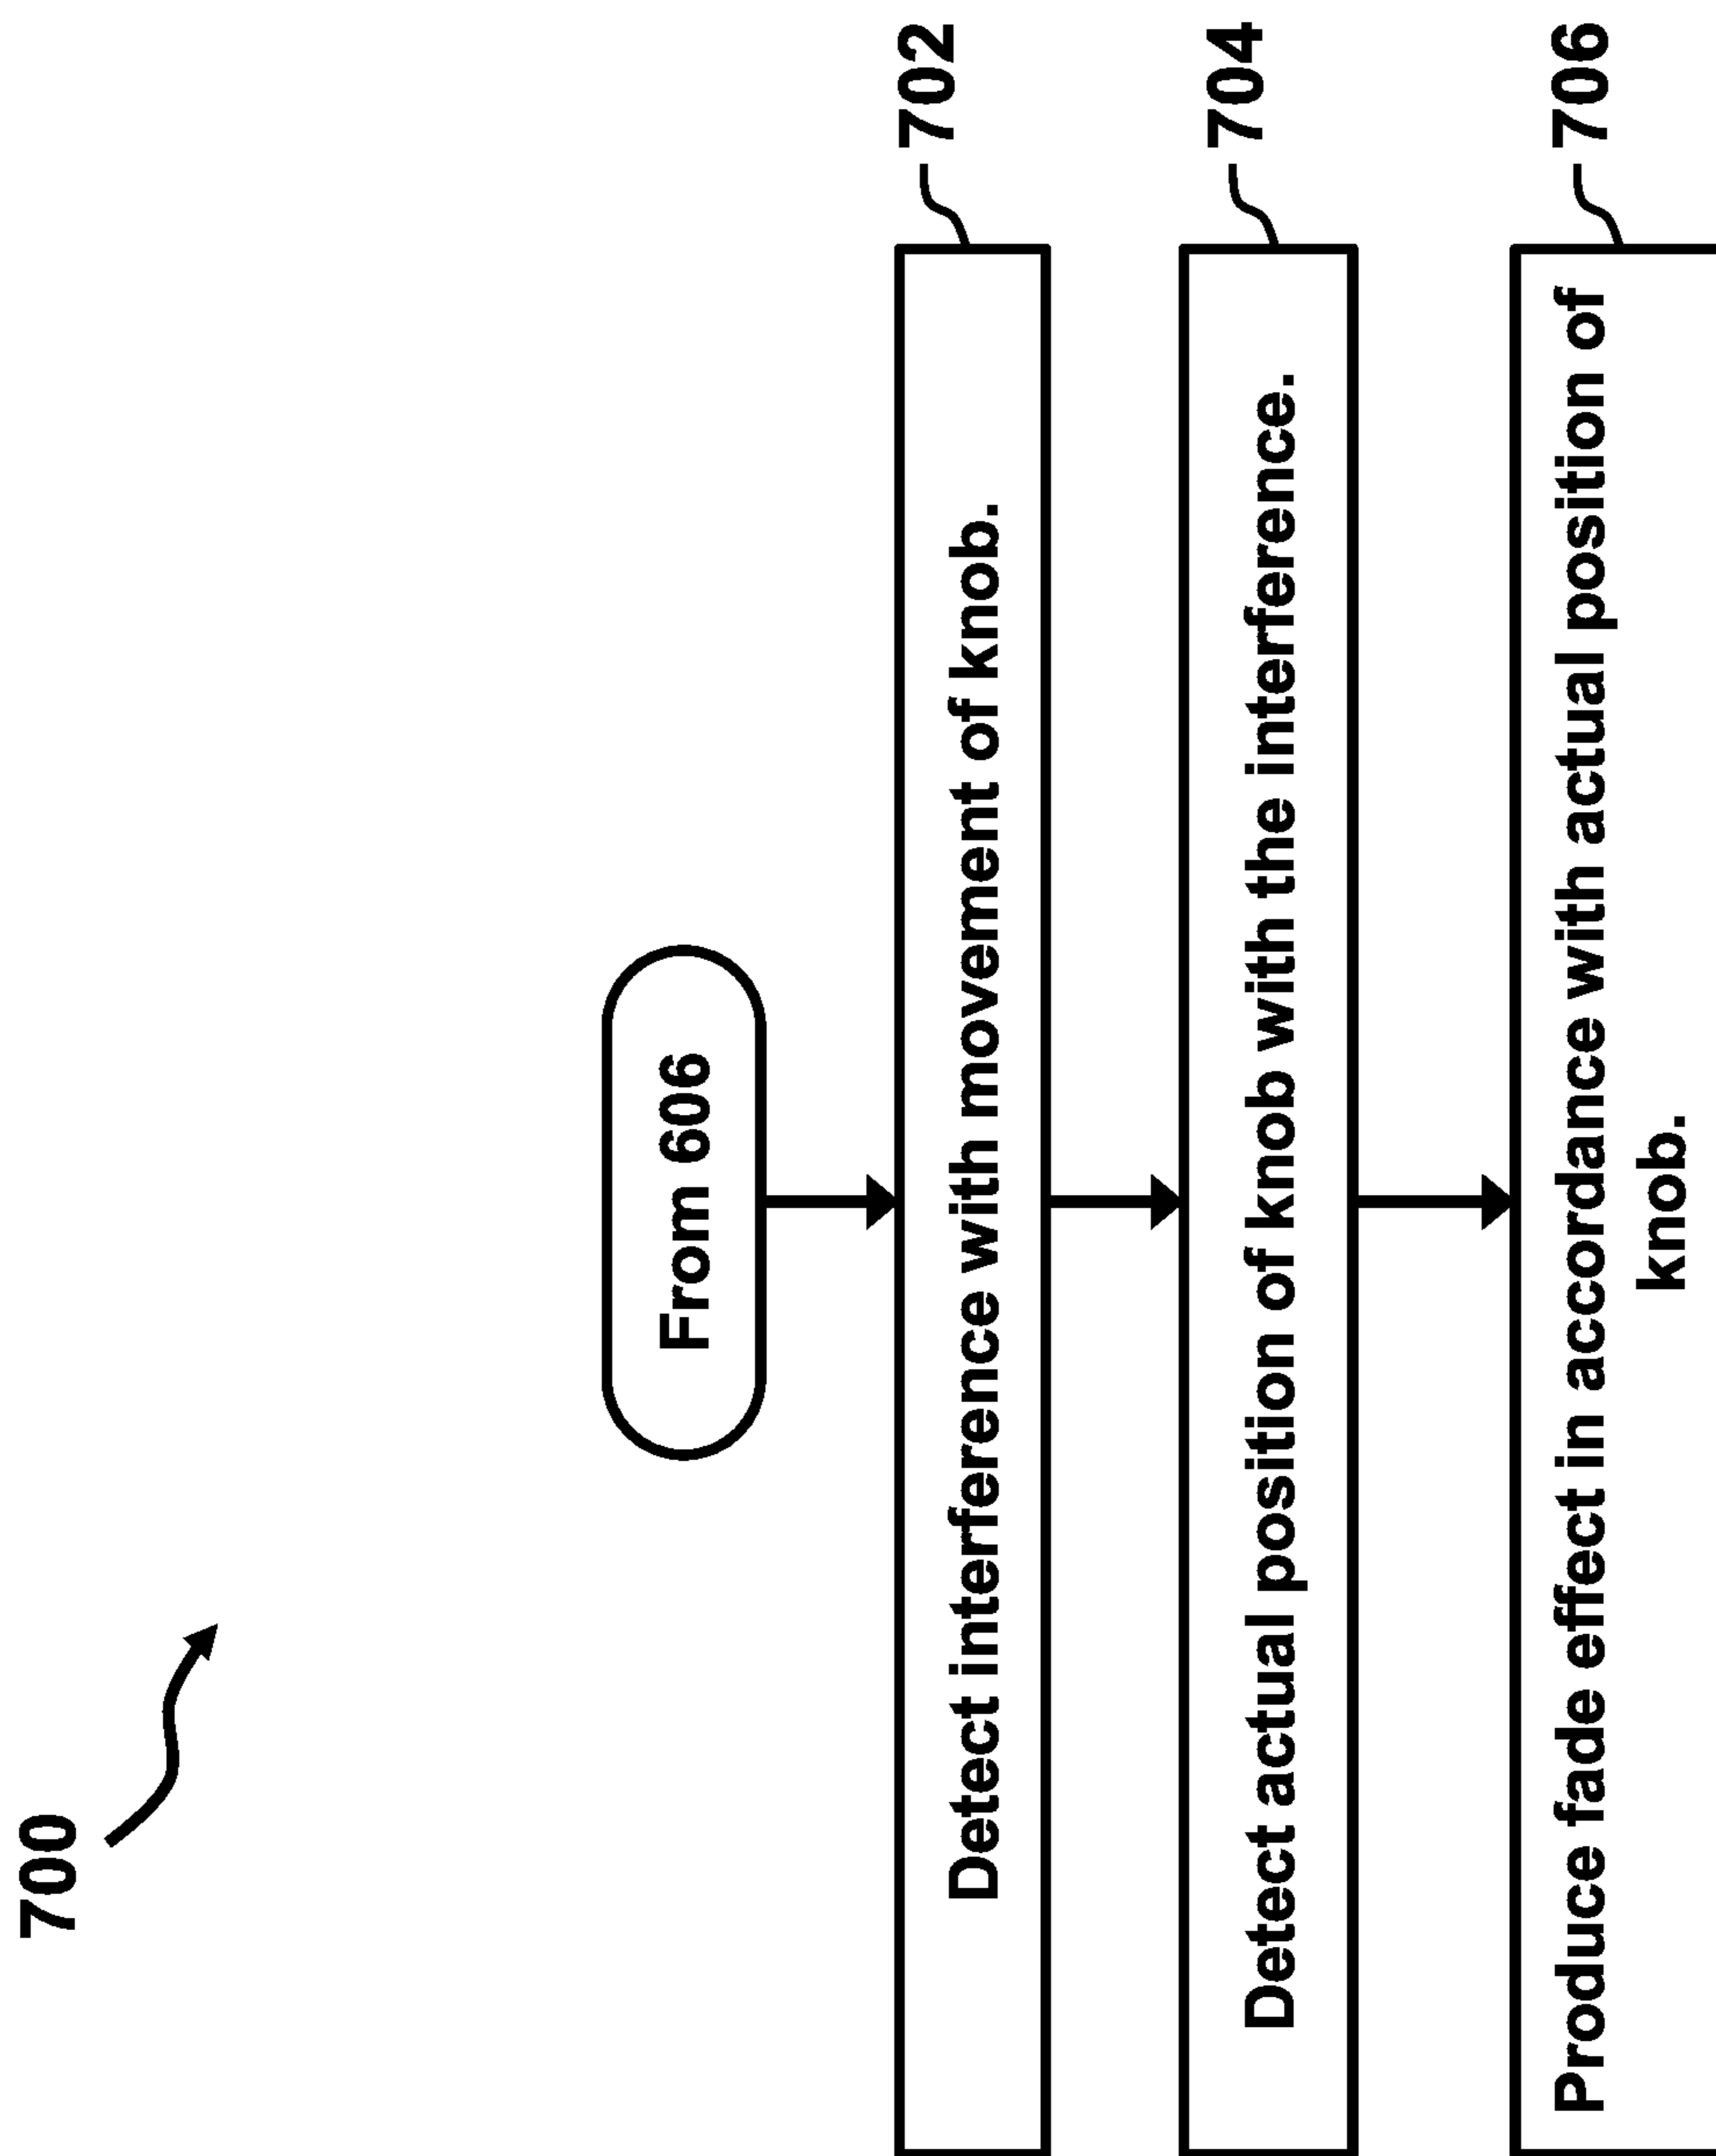 700
From 606
Detect interference with movement of knob.
702
Detect actual position of knob with the interference.
704
Produce fade effect in accordance with actual position of
knob.
706